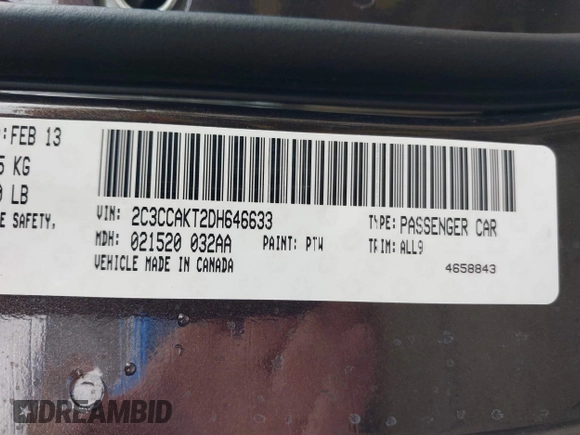 :FEB 13
5 KG
0 LB
E SAFETY,
VIN: 2C3CCAKT2DH646633
TYPE: PASSENGER CAR
MDH: 021520 032AA
PAINT: PTW
TRIM: ALL9
VEHICLE MADE IN CANADA
4658843
DREAMBID